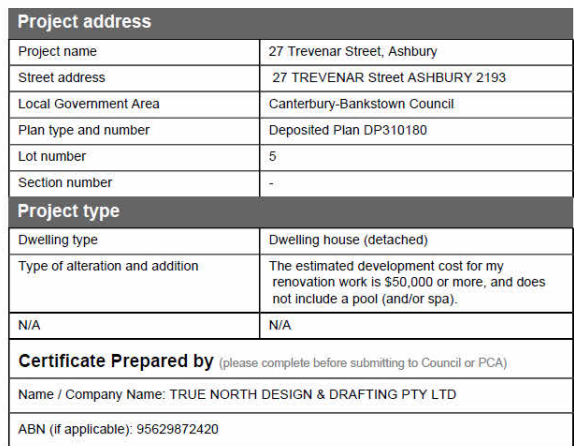 Project address
Project name 27 Trevenar Street, Ashbury
Street address 27 TREVENAR Street ASHBURY 2193
Local Government Area Canterbury-Bankstown Council
Plan type and number Deposited Plan DP310180
Lot number 5
Section number -
Project type
Dwelling type Dwelling house (detached)
Type of alteration and addition The estimated development cost for my
renovation work is $50,000 or more, and does
not include a pool (and/or spa).
N/A N/A
Certificate Prepared by (please complete before submitting to Council or PCA)
Name / Company Name: TRUE NORTH DESIGN & DRAFTING PTY LTD
ABN (if applicable): 95629872420